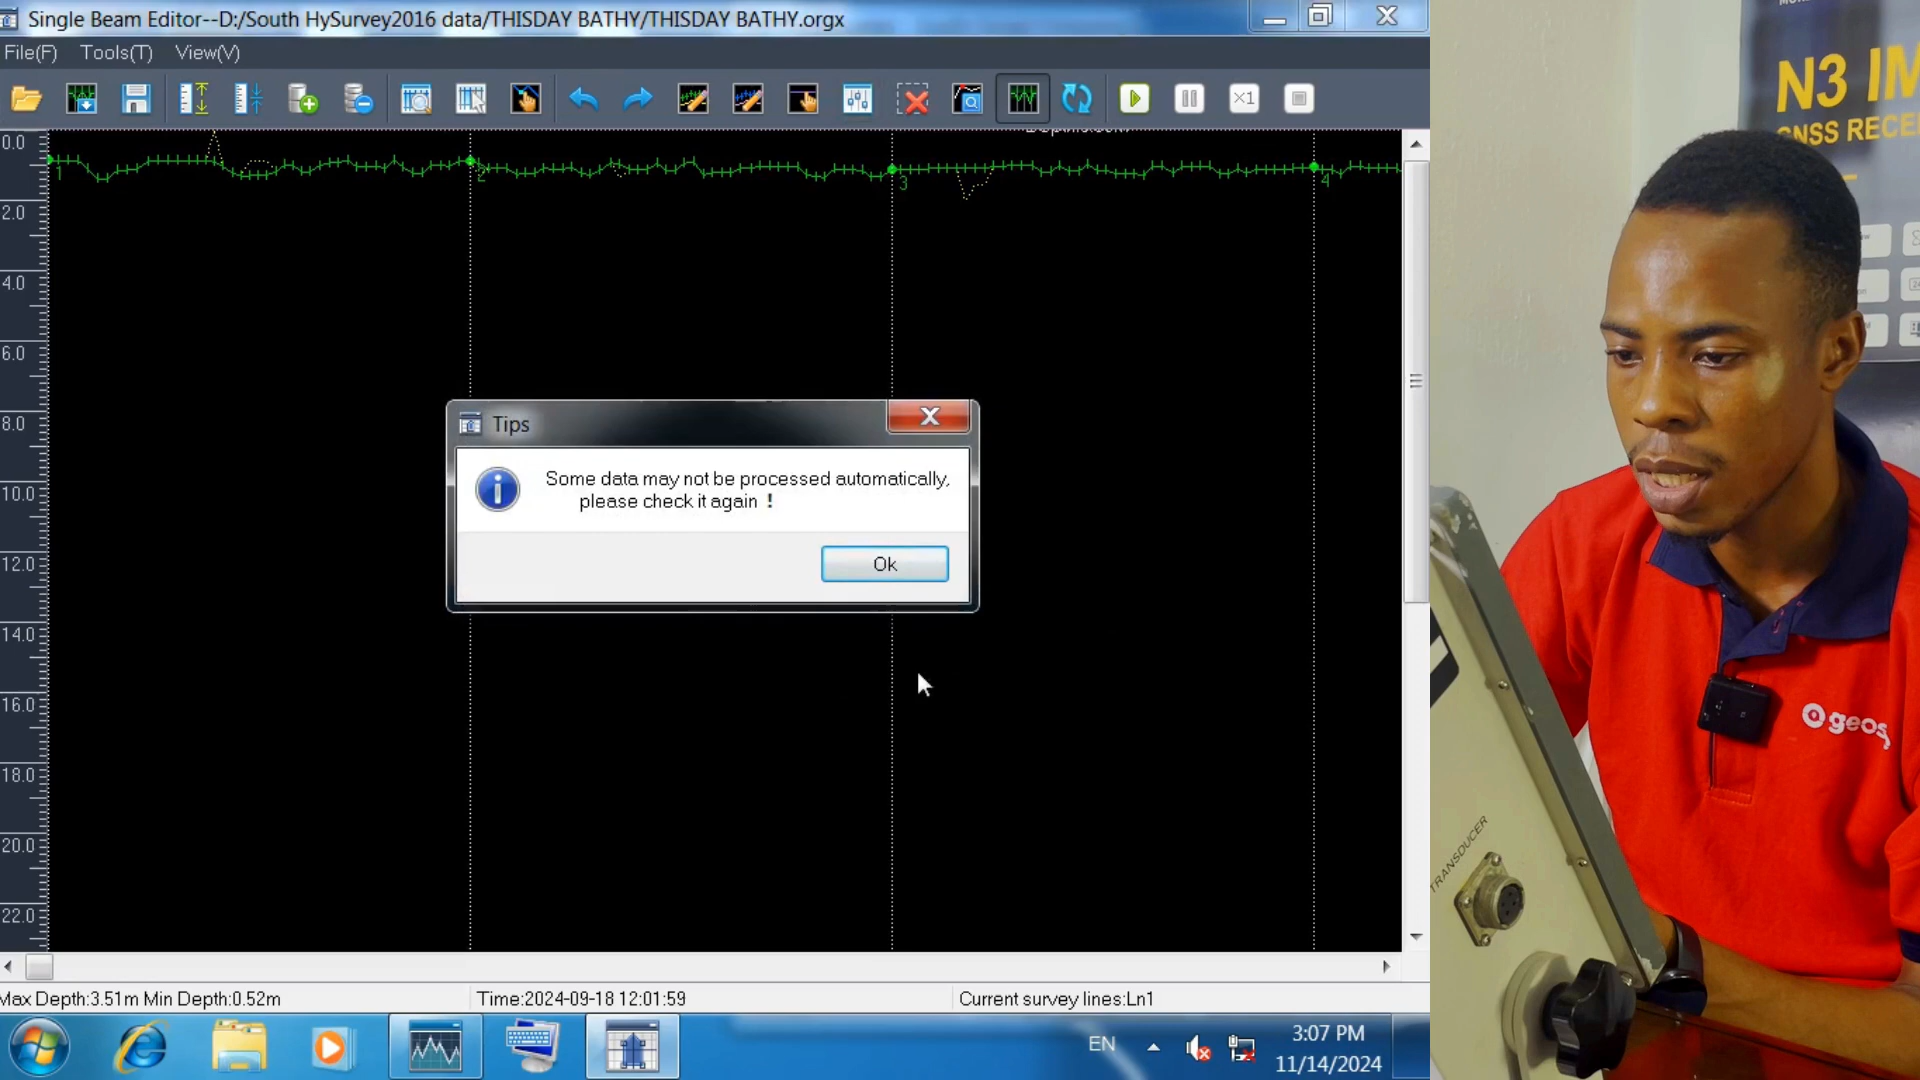 Single Beam Editor--D:/South HySurvey2016 data/THISDAY BATHY/THISDAY BATHY.orgx
File(F) Tools(T) View(V)
×1
0.0
1
2
3
4
2.0
4.0
6.0
8.0
10.0
12.0
14.0
16.0
18.0
20.0
22.0
Tips
Some data may not be processed automatically,
please check it again !
Ok
Max Depth:3.51m Min Depth:0.52m
Time:2024-09-18 12:01:59
Current survey lines:Ln1
EN
3:07 PM
11/14/2024
N3 IM
GNSS RECE
geos
TRANSDUCER